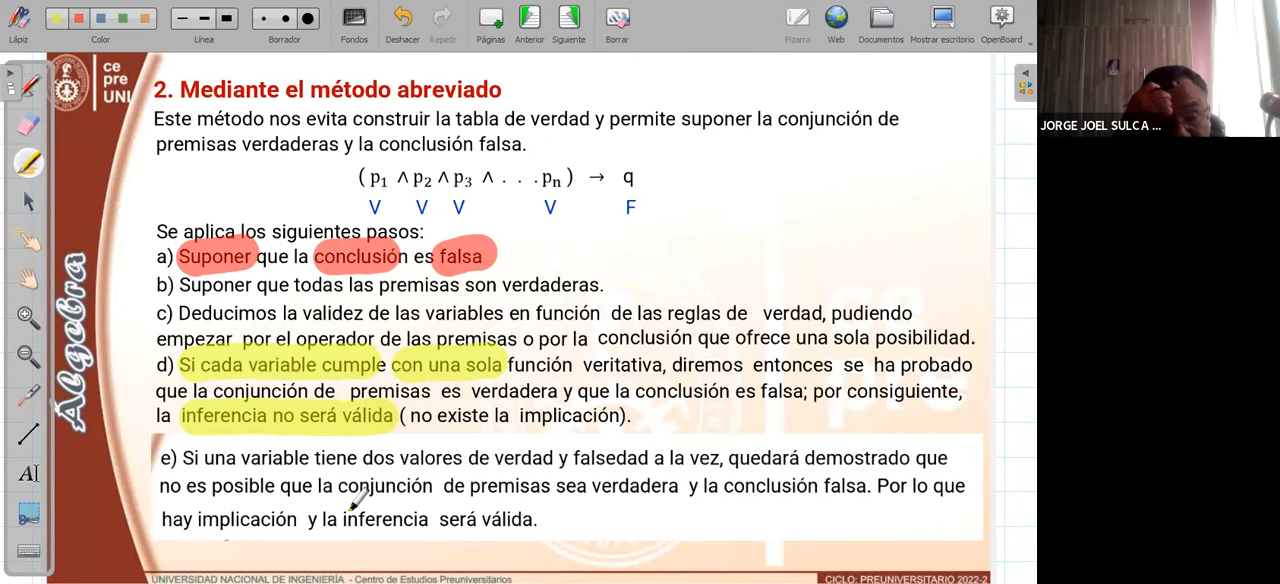 Lápiz
Color
Línea
Borrador
Fondos
Deshacer
Repetir
Páginas
Anterior
Siguiente
Borrar
Pizarra
Web
Documentos
Mostrar escritorio
OpenBoard
ce
pre
UNI
Algebra
2. Mediante el método abreviado
Este método nos evita construir la tabla de verdad y permite suponer la conjunción de
premisas verdaderas y la conclusión falsa.
( p₁ ∧ p₂ ∧ p₃ ∧ . . . pₙ ) → q
V V V V F
Se aplica los siguientes pasos:
a) Suponer que la conclusión es falsa
b) Suponer que todas las premisas son verdaderas.
c) Deducimos la validez de las variables en función de las reglas de verdad, pudiendo
empezar por el operador de las premisas o por la conclusión que ofrece una sola posibilidad.
d) Si cada variable cumple con una sola función veritativa, diremos entonces se ha probado
que la conjunción de premisas es verdadera y que la conclusión es falsa; por consiguiente,
la inferencia no será válida ( no existe la implicación).
e) Si una variable tiene dos valores de verdad y falsedad a la vez, quedará demostrado que
no es posible que la conjunción de premisas sea verdadera y la conclusión falsa. Por lo que
hay implicación y la inferencia será válida.
UNIVERSIDAD NACIONAL DE INGENIERÍA - Centro de Estudios Preuniversitarios
CICLO: PREUNIVERSITARIO 2022-2
JORGE JOEL SULCA ...